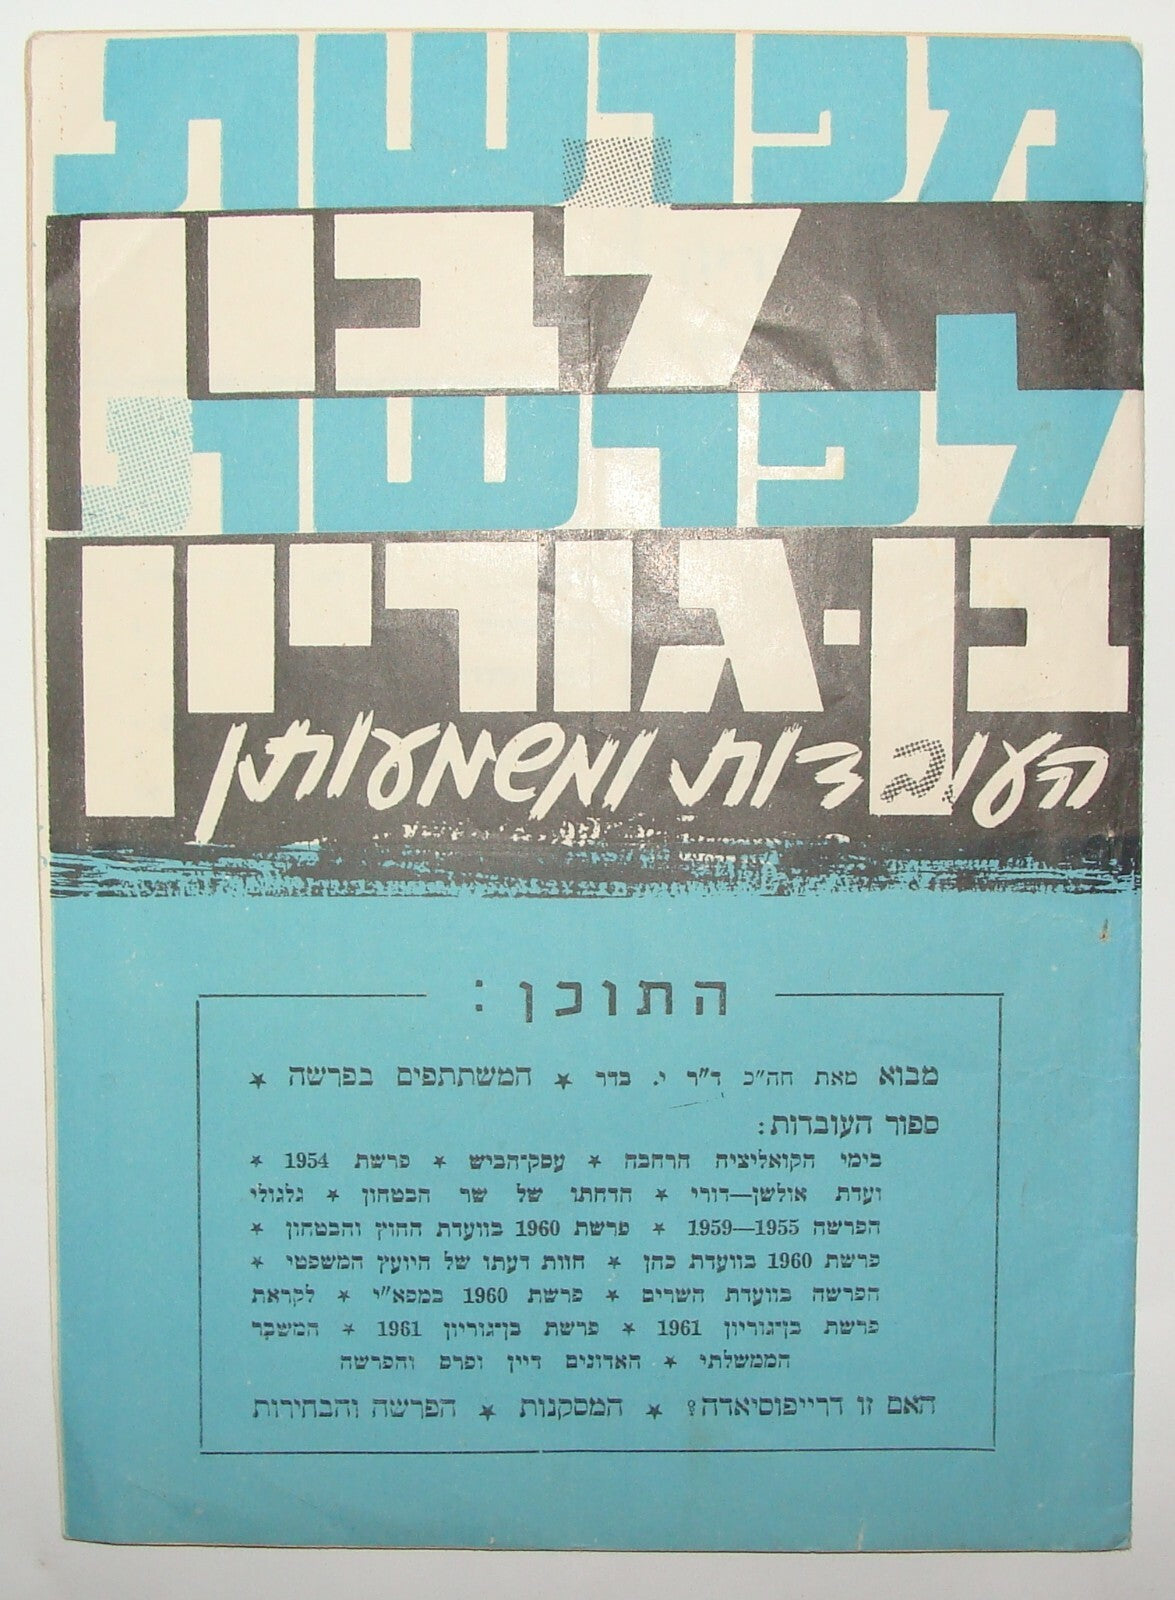 מפרשת
לבון
לפרשת
בן-גוריון
העובדות ומשמעותן
התוכן :
מבוא מאת חה"כ ד"ר י. בדר ★ המשתתפים בפרשה ★
ספור העובדות:
בימי הקואליציה הרחבה ★ עסק־הביש ★ פרשת 1954 ★
ועדת אולשן—דורי ★ הדחתו של שר הבטחון ★ גלגולי
הפרשה 1955—1959 ★ פרשת 1960 בוועדת החוץ והבטחון ★
פרשת 1960 בוועדת כהן ★ חוות דעתו של היועץ המשפטי ★
הפרשה בוועדת השרים ★ פרשת 1960 במפא"י ★ לקראת
פרשת בן־גוריון 1961 ★ פרשת בן־גוריון 1961 ★ המשבר
הממשלתי ★ האדונים דיין ופרס והפרשה
האם זו דרייפוסיאדה? ★ המסקנות ★ הפרשה והבחירות